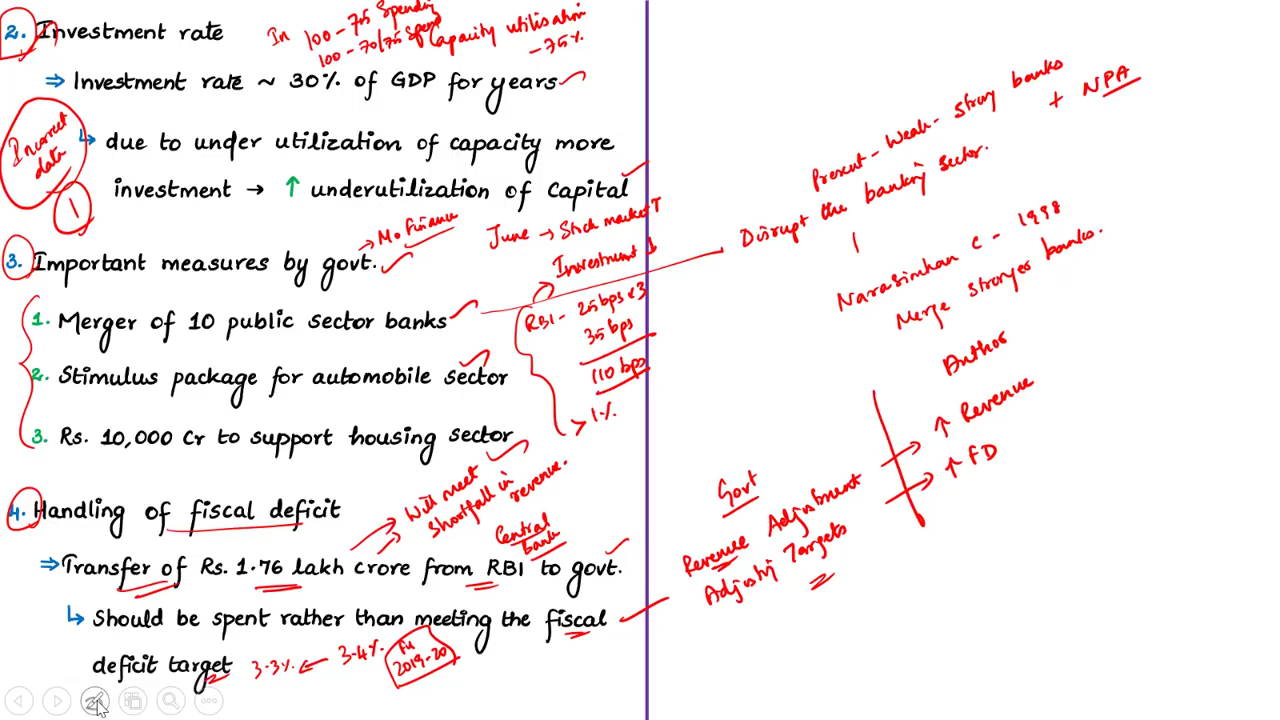 2. Investment rate
In 100-75 Spending
100-70/75 Spend
Capacity utilisation
-75%
⇒ Investment rate ~ 30% of GDP for years
Incorrect
data
1
↳ due to under utilization of capacity more
investment → ↑ underutilization of Capital
→ Mo Finance
3. Important measures by govt.
June → Stock market ↑
Investment ↓
1. Merger of 10 public sector banks
RBI - 25bps×3
35bps
110 bps
> 1%
2. Stimulus package for automobile sector
3. Rs. 10,000 Cr to support housing sector
4. Handling of fiscal deficit
Will meet
Shortfall in
revenue.
Central
bank
⇒ Transfer of Rs. 1.76 lakh crore from RBI to govt.
↳ Should be spent rather than meeting the fiscal
deficit target 3.3% ← 3.4%
2019-20
Present - Weak - Strong banks
+ NPA
Disrupt the banking sector.
Narasimhan C - 1998
Merge stronger banks.
Author
↑ Revenue
↑ FD
Govt
Revenue Adjustment
Adjustij Targets